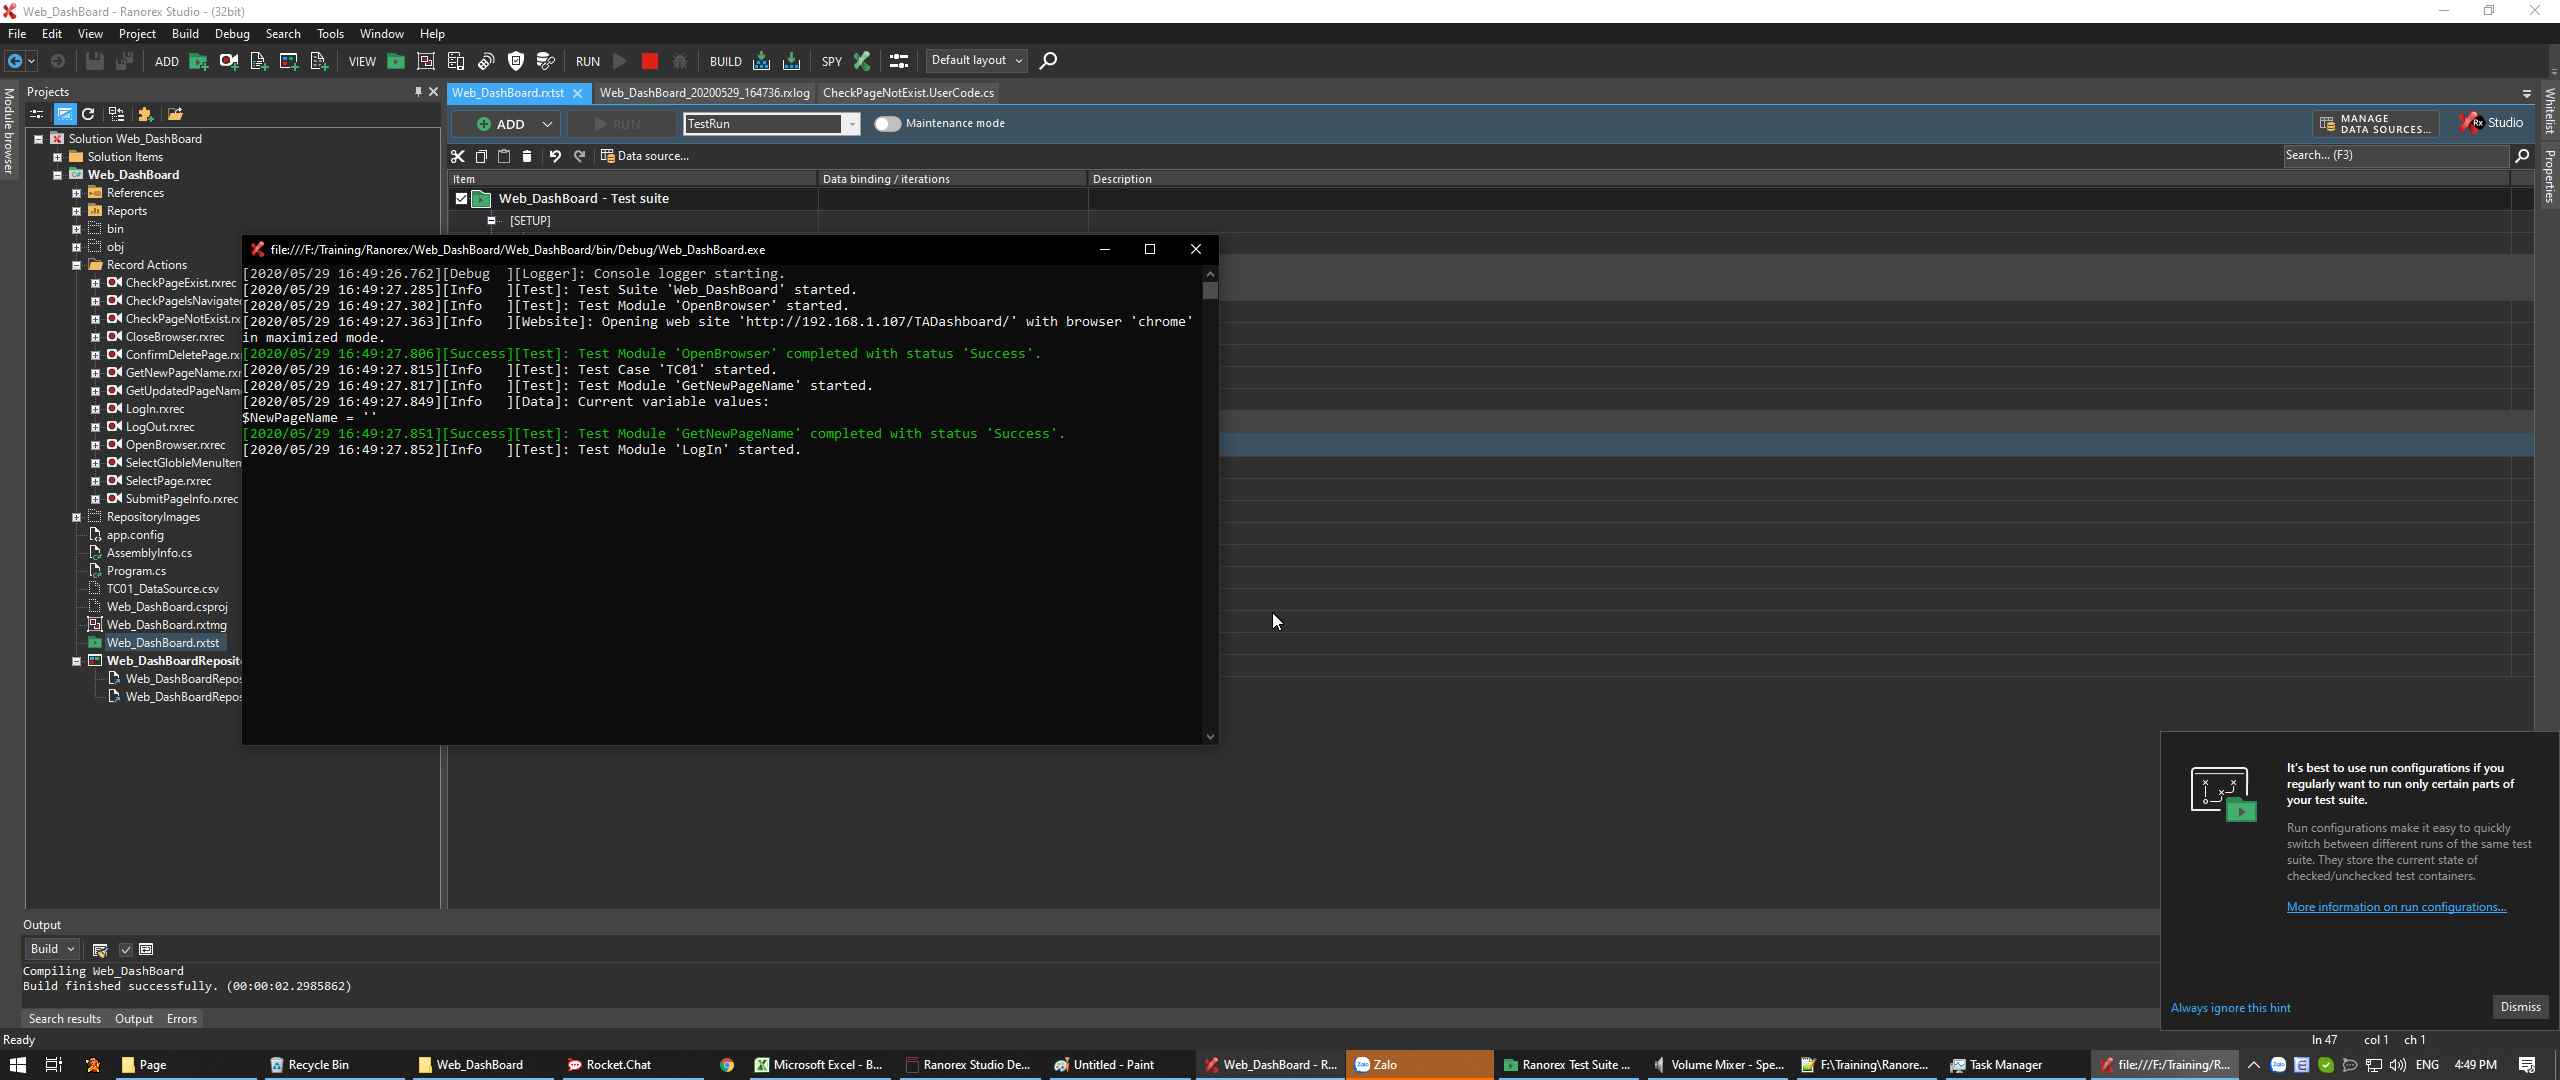 Web_DashBoard - Ranorex Studio - (32bit)
File Edit View Project Build Debug Search Tools Window Help
ADD VIEW RUN BUILD SPY Default layout
Module browser
Projects
Solution Web_DashBoard
Solution Items
Web_DashBoard
References
Reports
bin
obj
Record Actions
CheckPageExist.rxrec
CheckPageIsNavigate
CheckPageNotExist.rx
CloseBrowser.rxrec
ConfirmDeletePage.rx
GetNewPageName.rxr
GetUpdatedPageNam
LogIn.rxrec
LogOut.rxrec
OpenBrowser.rxrec
SelectGlobleMenuIten
SelectPage.rxrec
SubmitPageInfo.rxrec
RepositoryImages
app.config
AssemblyInfo.cs
Program.cs
TC01_DataSource.csv
Web_DashBoard.csproj
Web_DashBoard.rxtmg
Web_DashBoard.rxtst
Web_DashBoardReposit
Web_DashBoardRepos
Web_DashBoardRepos
Web_DashBoard.rxtst Web_DashBoard_20200529_164736.rxlog CheckPageNotExist.UserCode.cs
ADD RUN TestRun Maintenance mode MANAGE DATA SOURCES... Rx Studio
Data source... Search... (F3)
Item Data binding / iterations Description
Web_DashBoard - Test suite
[SETUP]
Whitelist
Properties
file:///F:/Training/Ranorex/Web_DashBoard/Web_DashBoard/bin/Debug/Web_DashBoard.exe
[2020/05/29 16:49:26.762][Debug  ][Logger]: Console logger starting.
[2020/05/29 16:49:27.285][Info   ][Test]: Test Suite 'Web_DashBoard' started.
[2020/05/29 16:49:27.302][Info   ][Test]: Test Module 'OpenBrowser' started.
[2020/05/29 16:49:27.363][Info   ][Website]: Opening web site 'http://192.168.1.107/TADashboard/' with browser 'chrome'
in maximized mode.
[2020/05/29 16:49:27.806][Success][Test]: Test Module 'OpenBrowser' completed with status 'Success'.
[2020/05/29 16:49:27.815][Info   ][Test]: Test Case 'TC01' started.
[2020/05/29 16:49:27.817][Info   ][Test]: Test Module 'GetNewPageName' started.
[2020/05/29 16:49:27.849][Info   ][Data]: Current variable values:
$NewPageName = ''
[2020/05/29 16:49:27.851][Success][Test]: Test Module 'GetNewPageName' completed with status 'Success'.
[2020/05/29 16:49:27.852][Info   ][Test]: Test Module 'LogIn' started.
It's best to use run configurations if you
regularly want to run only certain parts of
your test suite.
Run configurations make it easy to quickly
switch between different runs of the same test
suite. They store the current state of
checked/unchecked test containers.
More information on run configurations...
Always ignore this hint Dismiss
Output
Build
Compiling Web_DashBoard
Build finished successfully. (00:00:02.2985862)
Search results Output Errors
Ready ln 47 col 1 ch 1
Page Recycle Bin Web_DashBoard Rocket.Chat Microsoft Excel - B... Ranorex Studio De... Untitled - Paint Web_DashBoard - R... Zalo Ranorex Test Suite ... Volume Mixer - Spe... F:\Training\Ranore... Task Manager file:///F:/Training/R... ENG 4:49 PM